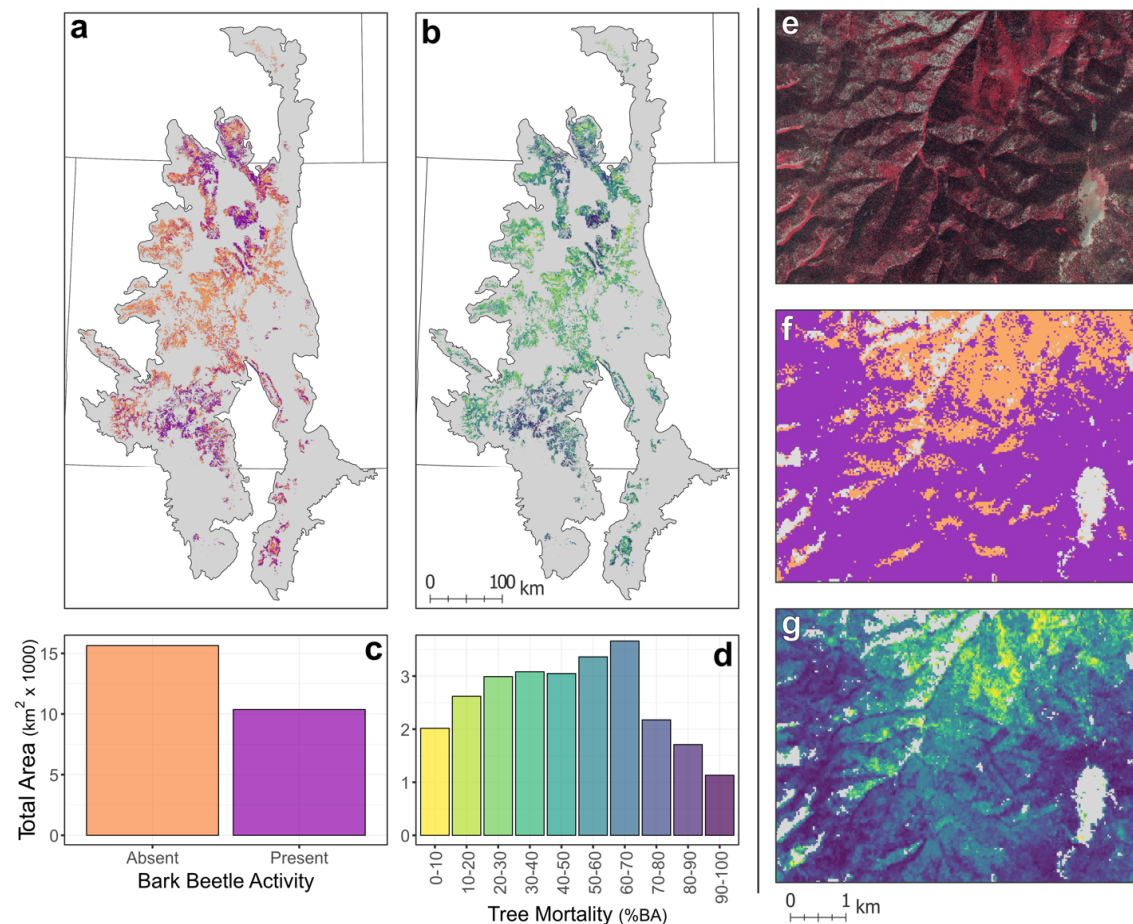 a
b
e
f
g
0 100 km
c
d
Total Area (km² x 1000)
15
10
5
0
Absent Present
Bark Beetle Activity
3
2
1
0
0-10 10-20 20-30 30-40 40-50 50-60 60-70 70-80 80-90 90-100
Tree Mortality (%BA)
0 1 km